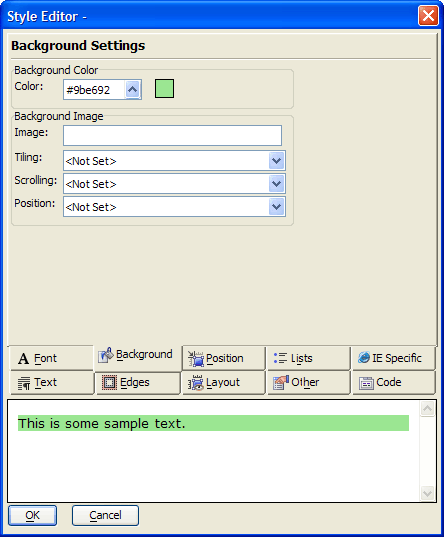 Style Editor -
Background Settings
Background Color
Color: #9be692
Background Image
Image:
Tiling: <Not Set>
Scrolling: <Not Set>
Position: <Not Set>
Font Background Position Lists IE Specific
Text Edges Layout Other Code
This is some sample text.
OK Cancel